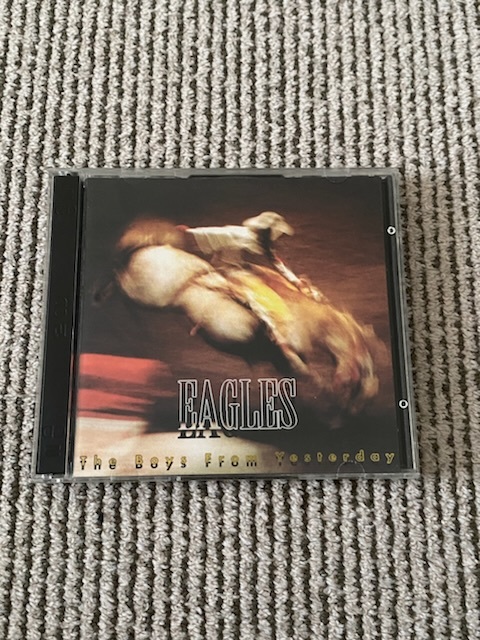 EAGLES
The Boys From Yesterday